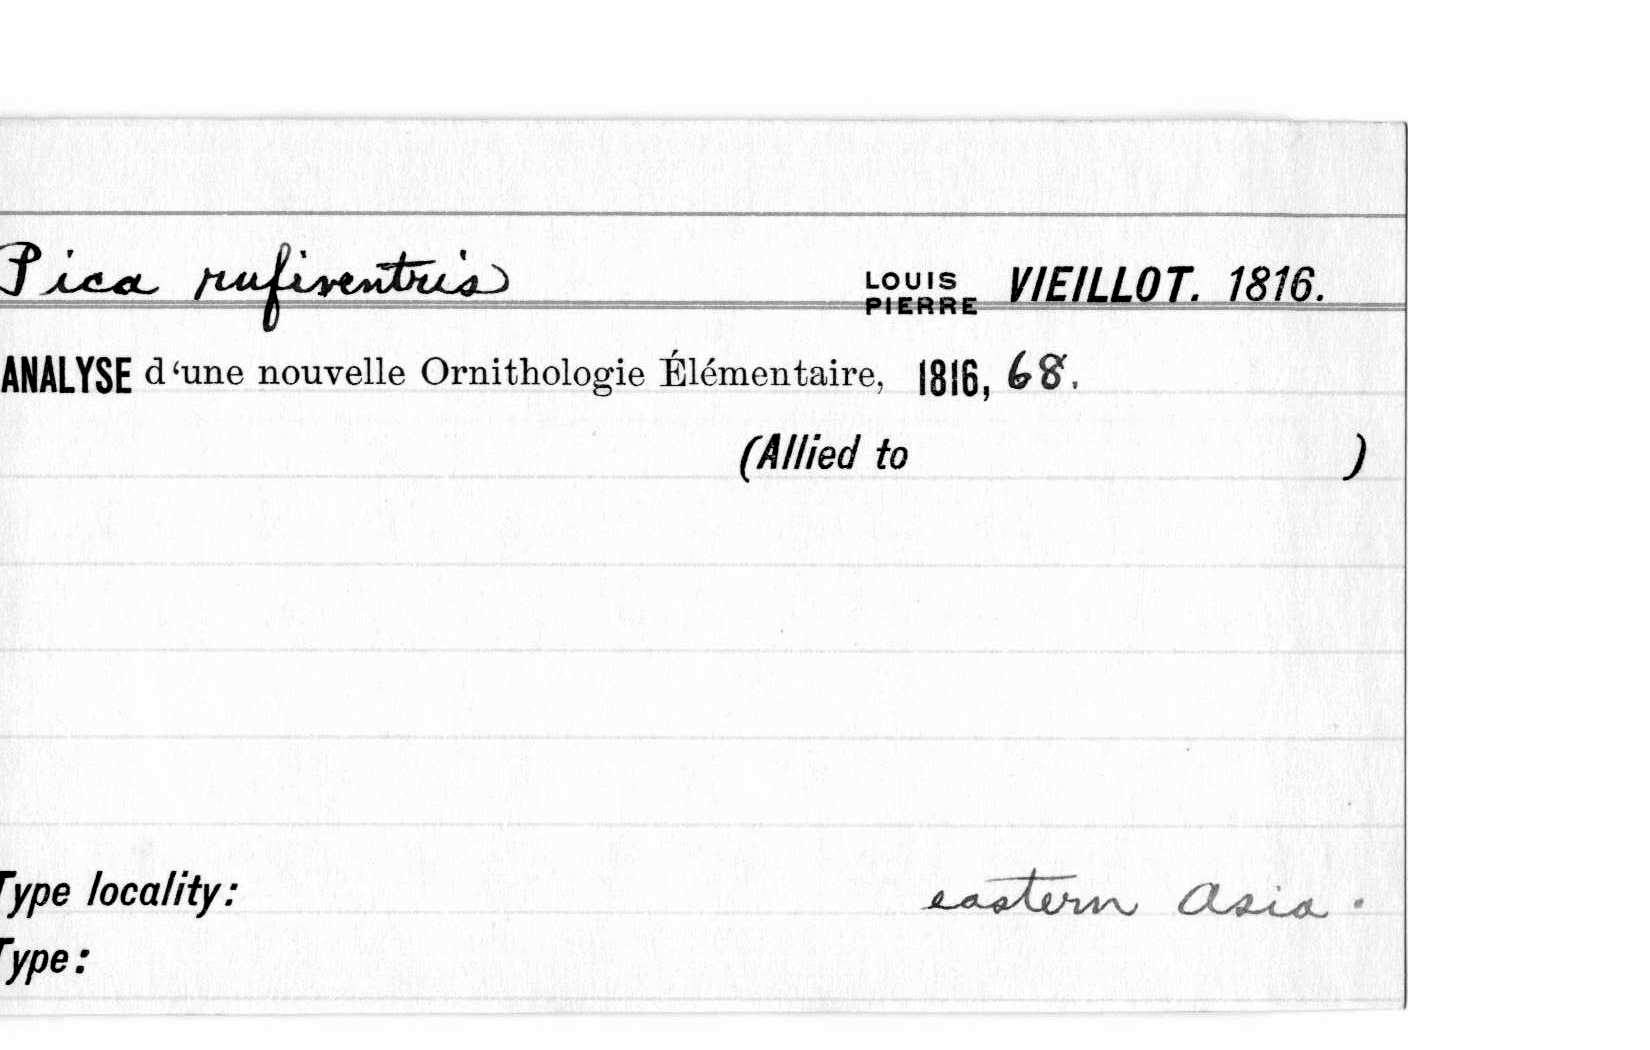 Pica rufiventris LOUIS PIERRE VIEILLOT. 1816.
ANALYSE d‘une nouvelle Ornithologie Élémentaire, 1816, 68.
(Allied to )
Type locality: eastern Asia.
Type: